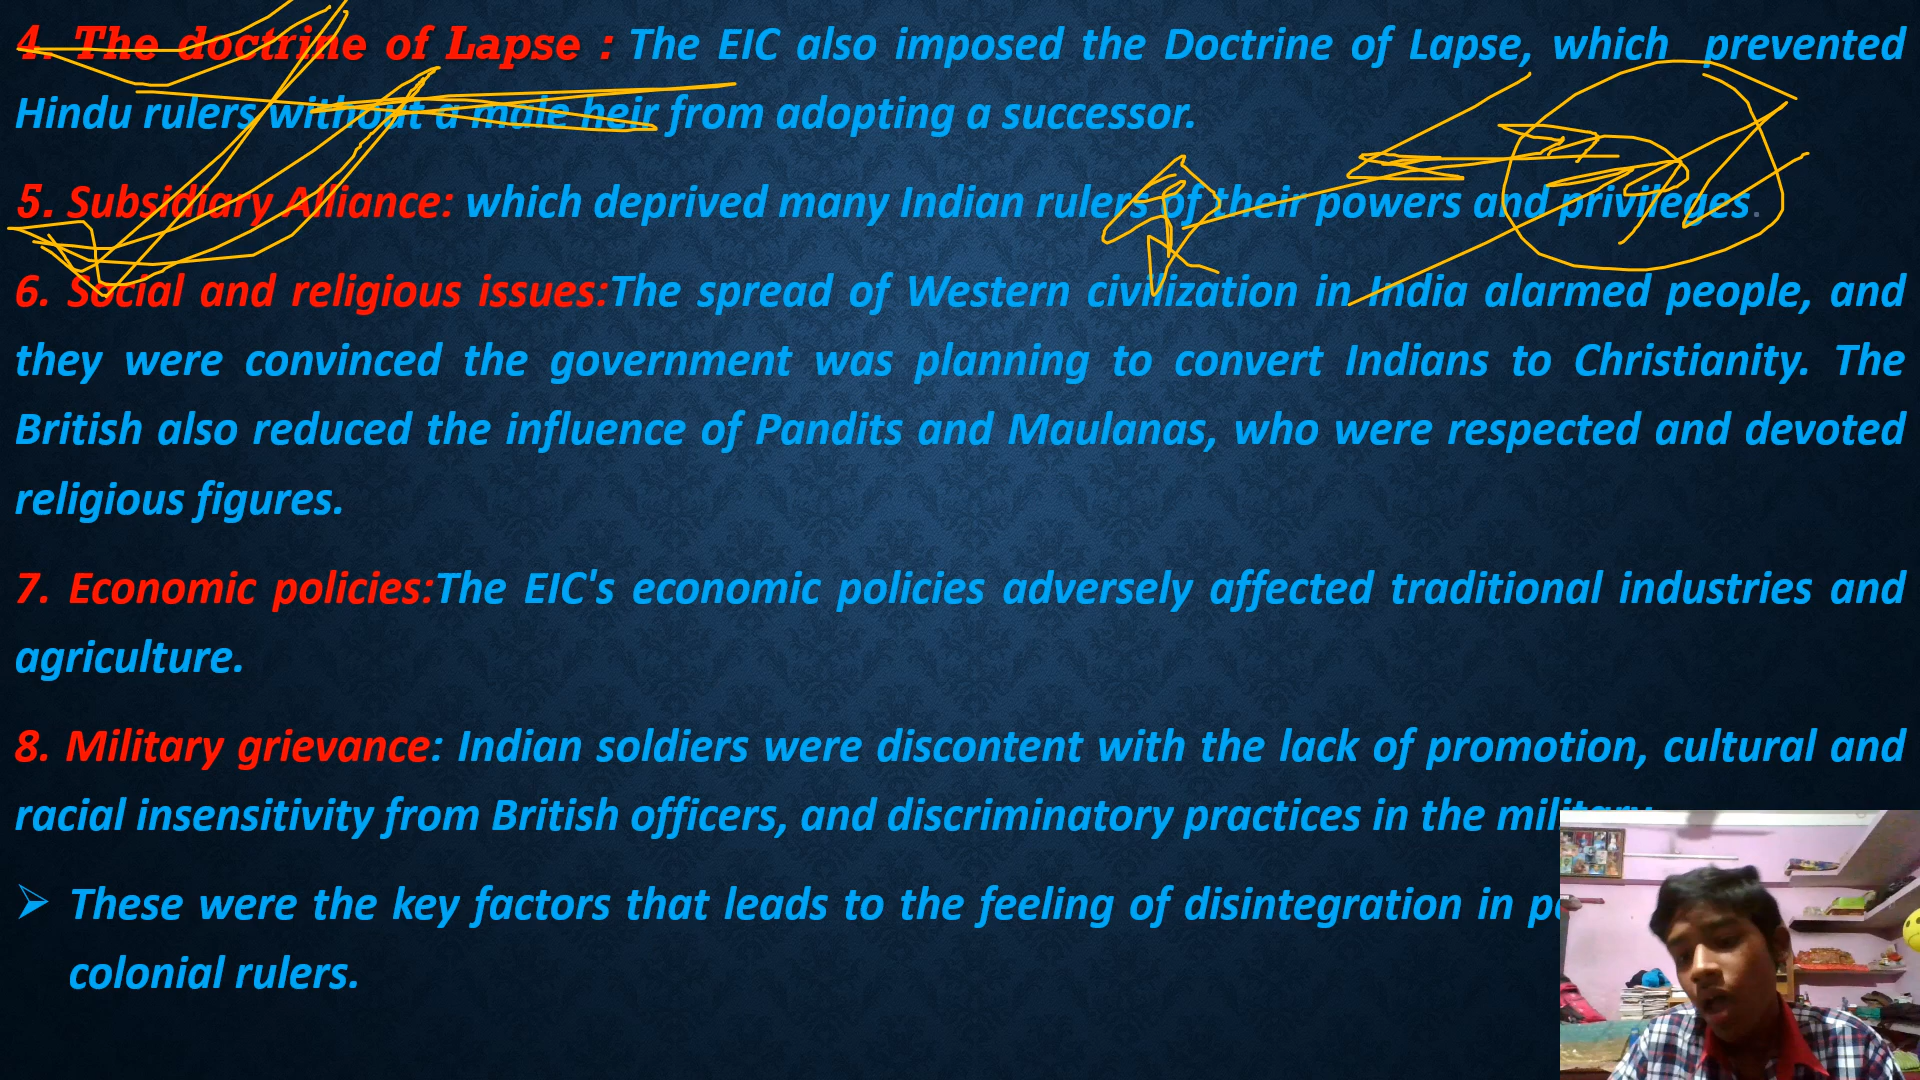 4. The doctrine of Lapse : The EIC also imposed the Doctrine of Lapse, which prevented
Hindu rulers without a male heir from adopting a successor.
5. Subsidiary Alliance: which deprived many Indian rulers of their powers and privileges.
6. Social and religious issues:The spread of Western civilization in India alarmed people, and
they were convinced the government was planning to convert Indians to Christianity. The
British also reduced the influence of Pandits and Maulanas, who were respected and devoted
religious figures.
7. Economic policies:The EIC's economic policies adversely affected traditional industries and
agriculture.
8. Military grievance: Indian soldiers were discontent with the lack of promotion, cultural and
racial insensitivity from British officers, and discriminatory practices in the military
➢ These were the key factors that leads to the feeling of disintegration in
colonial rulers.